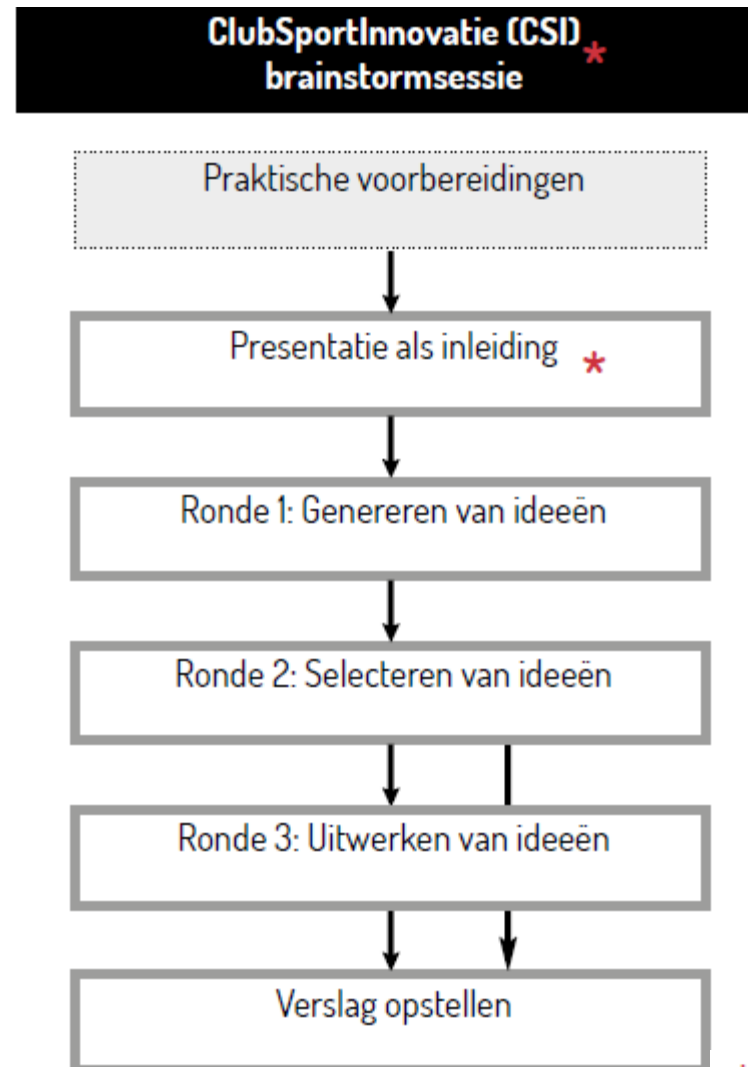 ClubSportInnovatie (CSI) *
brainstormsessie
Praktische voorbereidingen
Presentatie als inleiding *
Ronde 1: Genereren van ideeën
Ronde 2: Selecteren van ideeën
Ronde 3: Uitwerken van ideeën
Verslag opstellen